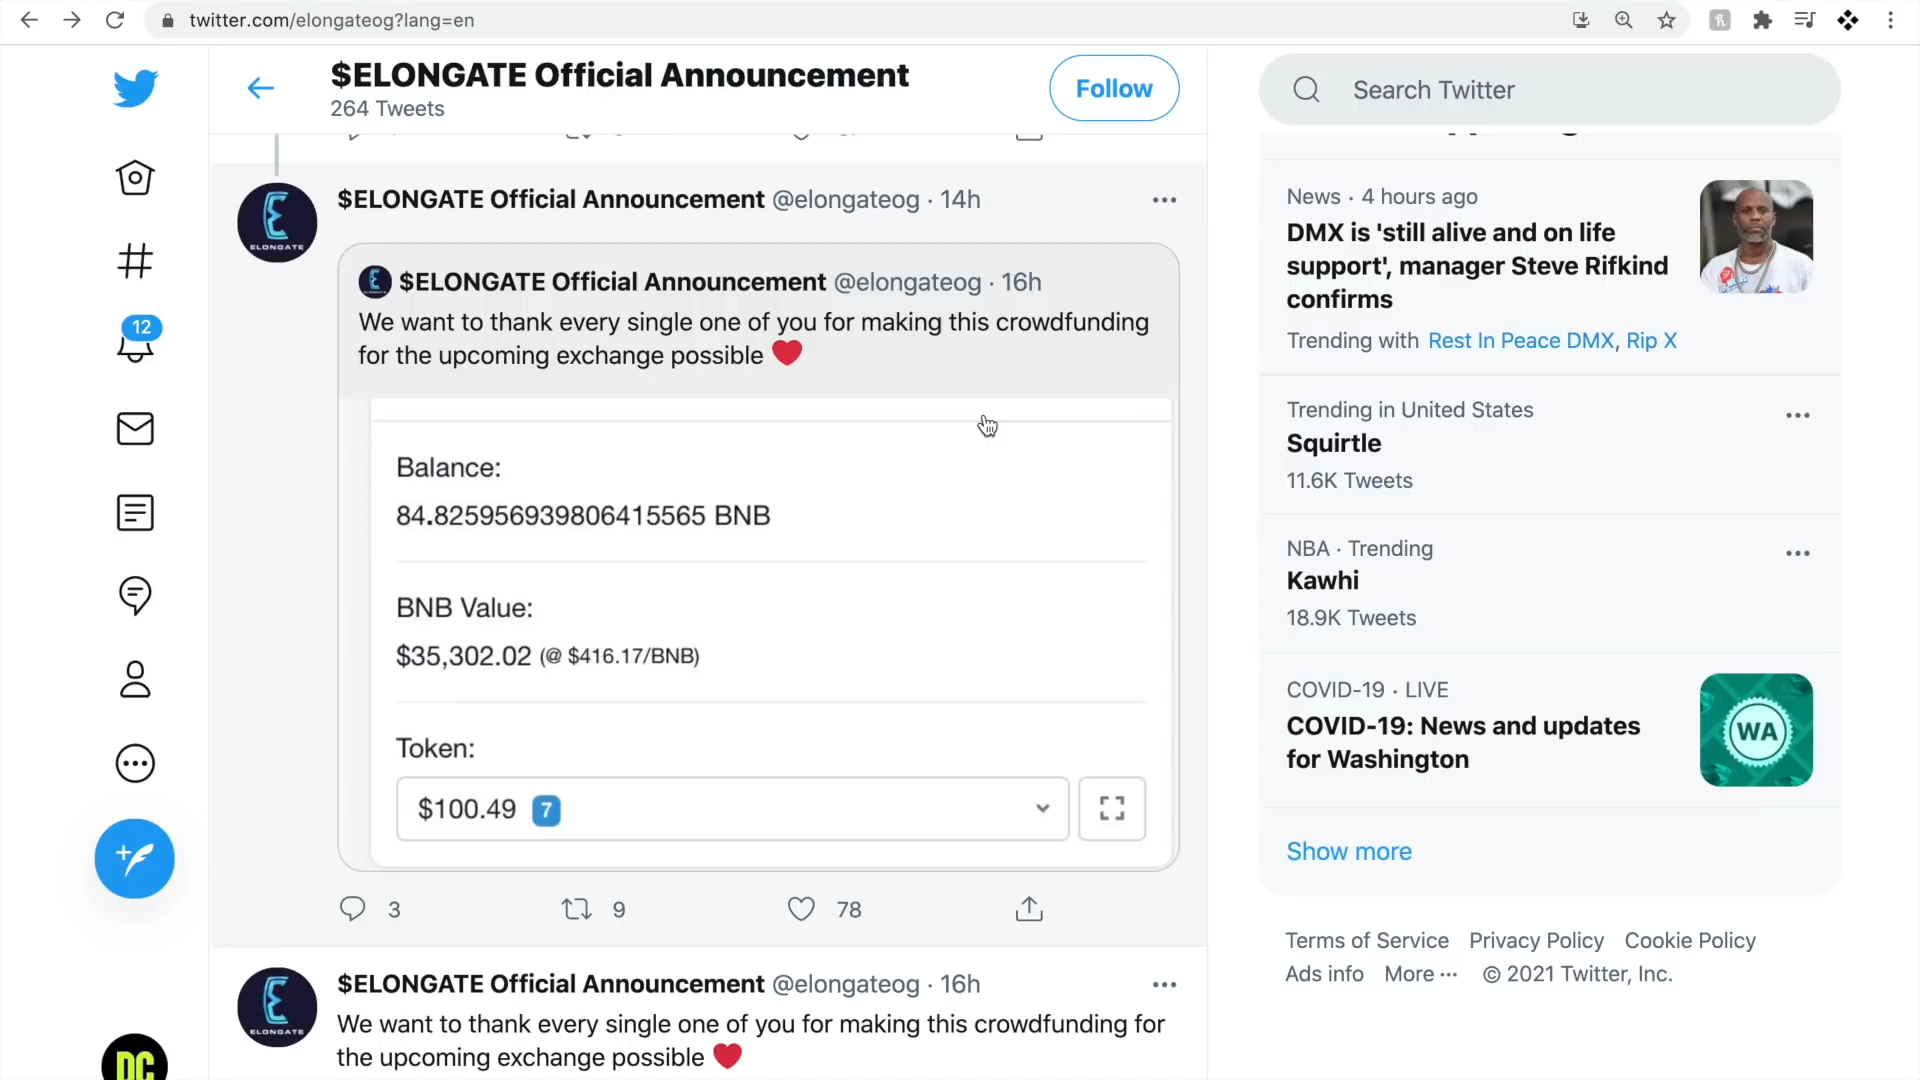 twitter.com/elongateog?lang=en
$ELONGATE Official Announcement
264 Tweets
Follow
Search Twitter
12
$ELONGATE Official Announcement @elongateog · 14h
ELONGATE
$ELONGATE Official Announcement @elongateog · 16h
We want to thank every single one of you for making this crowdfunding
for the upcoming exchange possible ❤️
Balance:
84.825956939806415565 BNB
BNB Value:
$35,302.02 (@ $416.17/BNB)
Token:
$100.49 7
3 9 78
$ELONGATE Official Announcement @elongateog · 16h
ELONGATE
We want to thank every single one of you for making this crowdfunding for
the upcoming exchange possible ❤️
DC
News · 4 hours ago
DMX is 'still alive and on life
support', manager Steve Rifkind
confirms
Trending with Rest In Peace DMX, Rip X
Trending in United States
Squirtle
11.6K Tweets
NBA · Trending
Kawhi
18.9K Tweets
COVID-19 · LIVE
COVID-19: News and updates
for Washington
WA
Show more
Terms of Service Privacy Policy Cookie Policy
Ads info More ··· © 2021 Twitter, Inc.